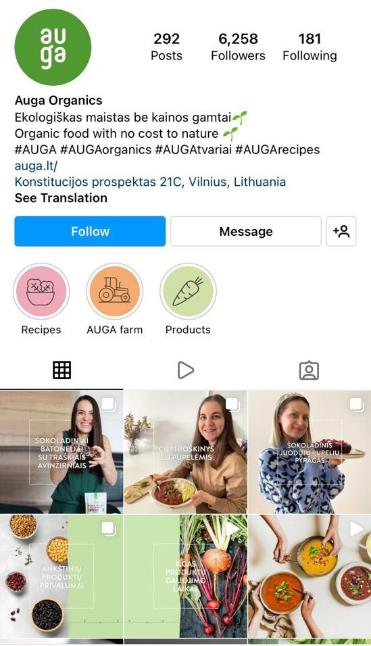 au
ga
292
6,258
181
Posts
Followers
Following
Auga Organics
Ekologiškas maistas be kainos gamtai🌱
Organic food with no cost to nature 🌱
#AUGA #AUGAorganics #AUGAtvariai #AUGArecipes
auga.lt/
Konstitucijos prospektas 21C, Vilnius, Lithuania
See Translation
Follow
Message
Recipes
AUGA farm
Products
ŠOKOLADINIAI
BATONĖLIAI
SU TRAŠKIAIS
AVINŽIRNIAIS
SU PUPELĖMIS
ŠOKOLADINIS
JUODŲJŲ PUPELIŲ
PYRAGAS
ANKŠTINIŲ
PRODUKTŲ
PRIVALUMAI
ILGAS
PRODUKTŲ
GALIOJIMO
LAIKAS